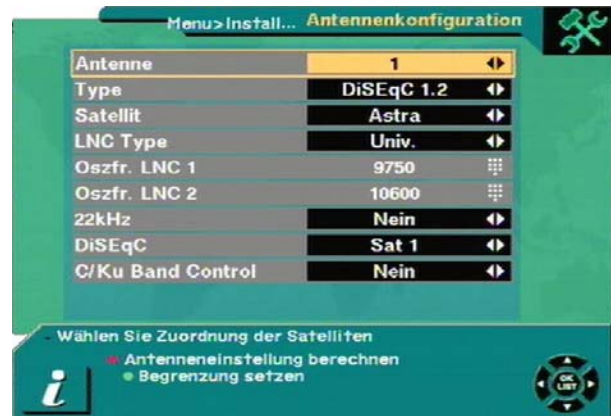 Menu>Install... Antennenkonfiguration
Antenne 1
Type DiSEqC 1.2
Satellit Astra
LNC Type Univ.
Oszfr. LNC 1 9750
Oszfr. LNC 2 10600
22kHz Nein
DiSEqC Sat 1
C/Ku Band Control Nein
Wählen Sie Zuordnung der Satelliten
Antenneneinstellung berechnen
Begrenzung setzen
i
OK
LIST